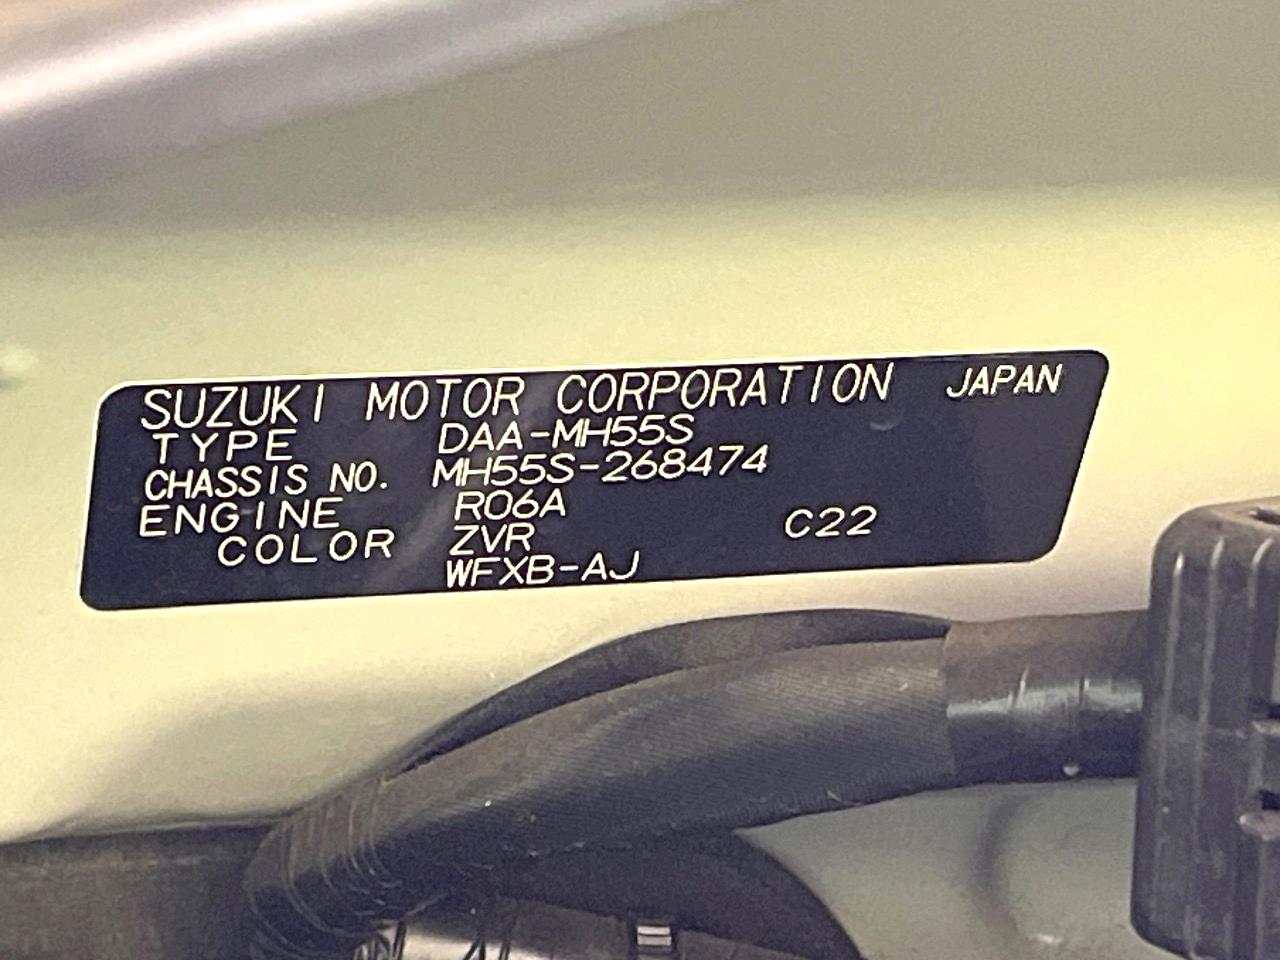 SUZUKI MOTOR CORPORATION JAPAN
TYPE DAA-MH55S
CHASSIS NO. MH55S-268474
ENGINE R06A
COLOR ZVR C22
WFXB-AJ